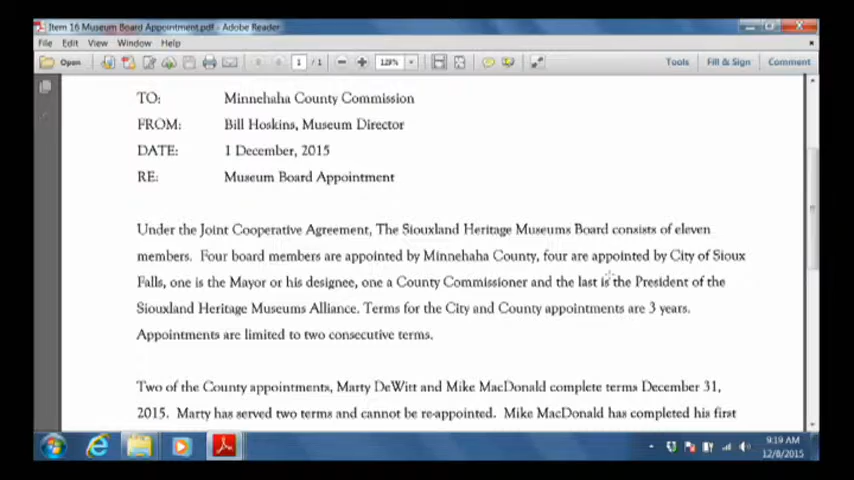 Item 16 Museum Board Appointment.pdf - Adobe Reader
File Edit View Window Help
Open 1 / 1 129% Tools Fill & Sign Comment
TO: Minnehaha County Commission
FROM: Bill Hoskins, Museum Director
DATE: 1 December, 2015
RE: Museum Board Appointment
Under the Joint Cooperative Agreement, The Siouxland Heritage Museums Board consists of eleven
members. Four board members are appointed by Minnehaha County, four are appointed by City of Sioux
Falls, one is the Mayor or his designee, one a County Commissioner and the last is the President of the
Siouxland Heritage Museums Alliance. Terms for the City and County appointments are 3 years.
Appointments are limited to two consecutive terms.
Two of the County appointments, Marty DeWitt and Mike MacDonald complete terms December 31,
2015. Marty has served two terms and cannot be re-appointed. Mike MacDonald has completed his first
9:19 AM
12/8/2015